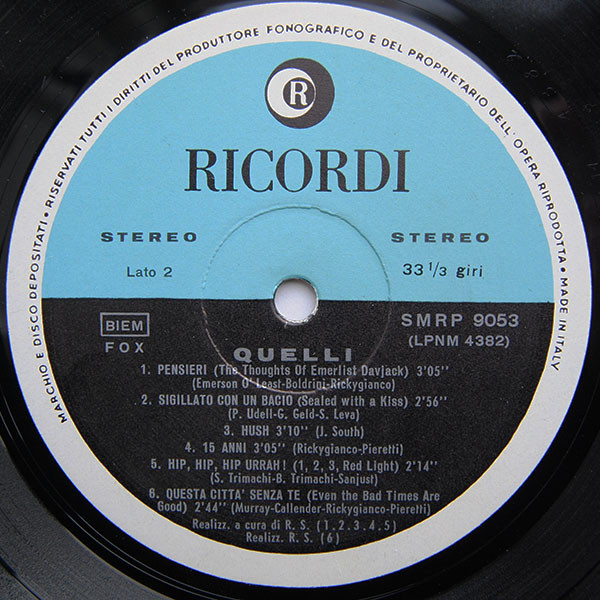 MARCHIO E DISCO DEPOSITATI • RISERVATI TUTTI I DIRITTI DEL PRODUTTORE FONOGRAFICO E DEL PROPRIETARIO DELL'OPERA RIPRODOTTA • MADE IN ITALY
R
RICORDI
STEREO STEREO
Lato 2 33 1/3 giri
BIEM SMRP 9053
FOX (LPNM 4382)
QUELLI
1. PENSIERI (The Thoughts Of Emerlist Davjack) 3'05''
(Emerson O' Least-Boldrini-Rickygianco)
2. SIGILLATO CON UN BACIO (Sealed with a Kiss) 2'56''
(P. Udell-G. Geld-S. Leva)
3. HUSH 3'10'' (J. South)
4. 15 ANNI 3'05'' (Rickygianco-Pieretti)
5. HIP, HIP, HIP URRAH! (1, 2, 3, Red Light) 2'14''
(S. Trimachi-B. Trimachi-Sanjust)
6. QUESTA CITTA' SENZA TE (Even the Bad Times Are
Good) 2'44'' (Murray-Callender-Rickygianco-Pieretti)
Realizz. a cura di R. S. (1. 2. 3. 4. 5)
Realizz. R. S. (6)